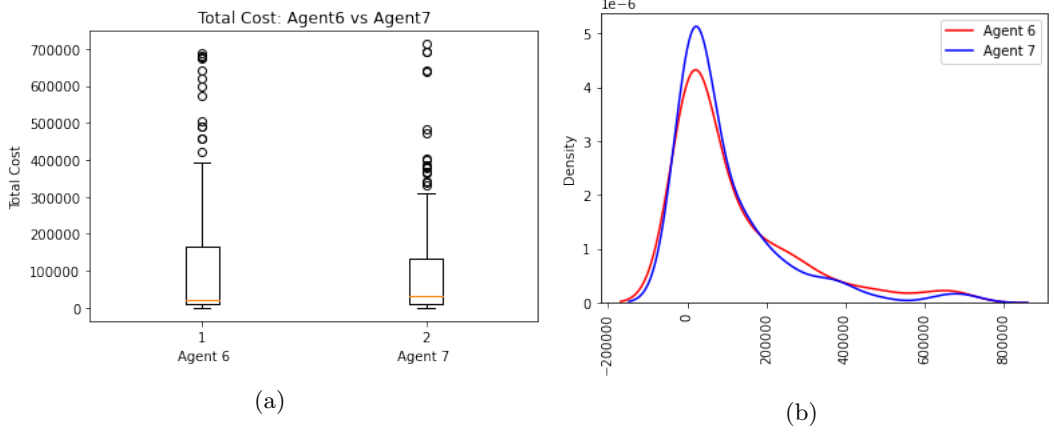 Total Cost: Agent6 vs Agent7
700000
600000
500000
400000
300000
200000
100000
0
Total Cost
1
2
Agent 6
Agent 7
(a)
1e−6
5
4
3
2
1
0
Density
Agent 6
Agent 7
−200000
0
200000
400000
600000
800000
(b)